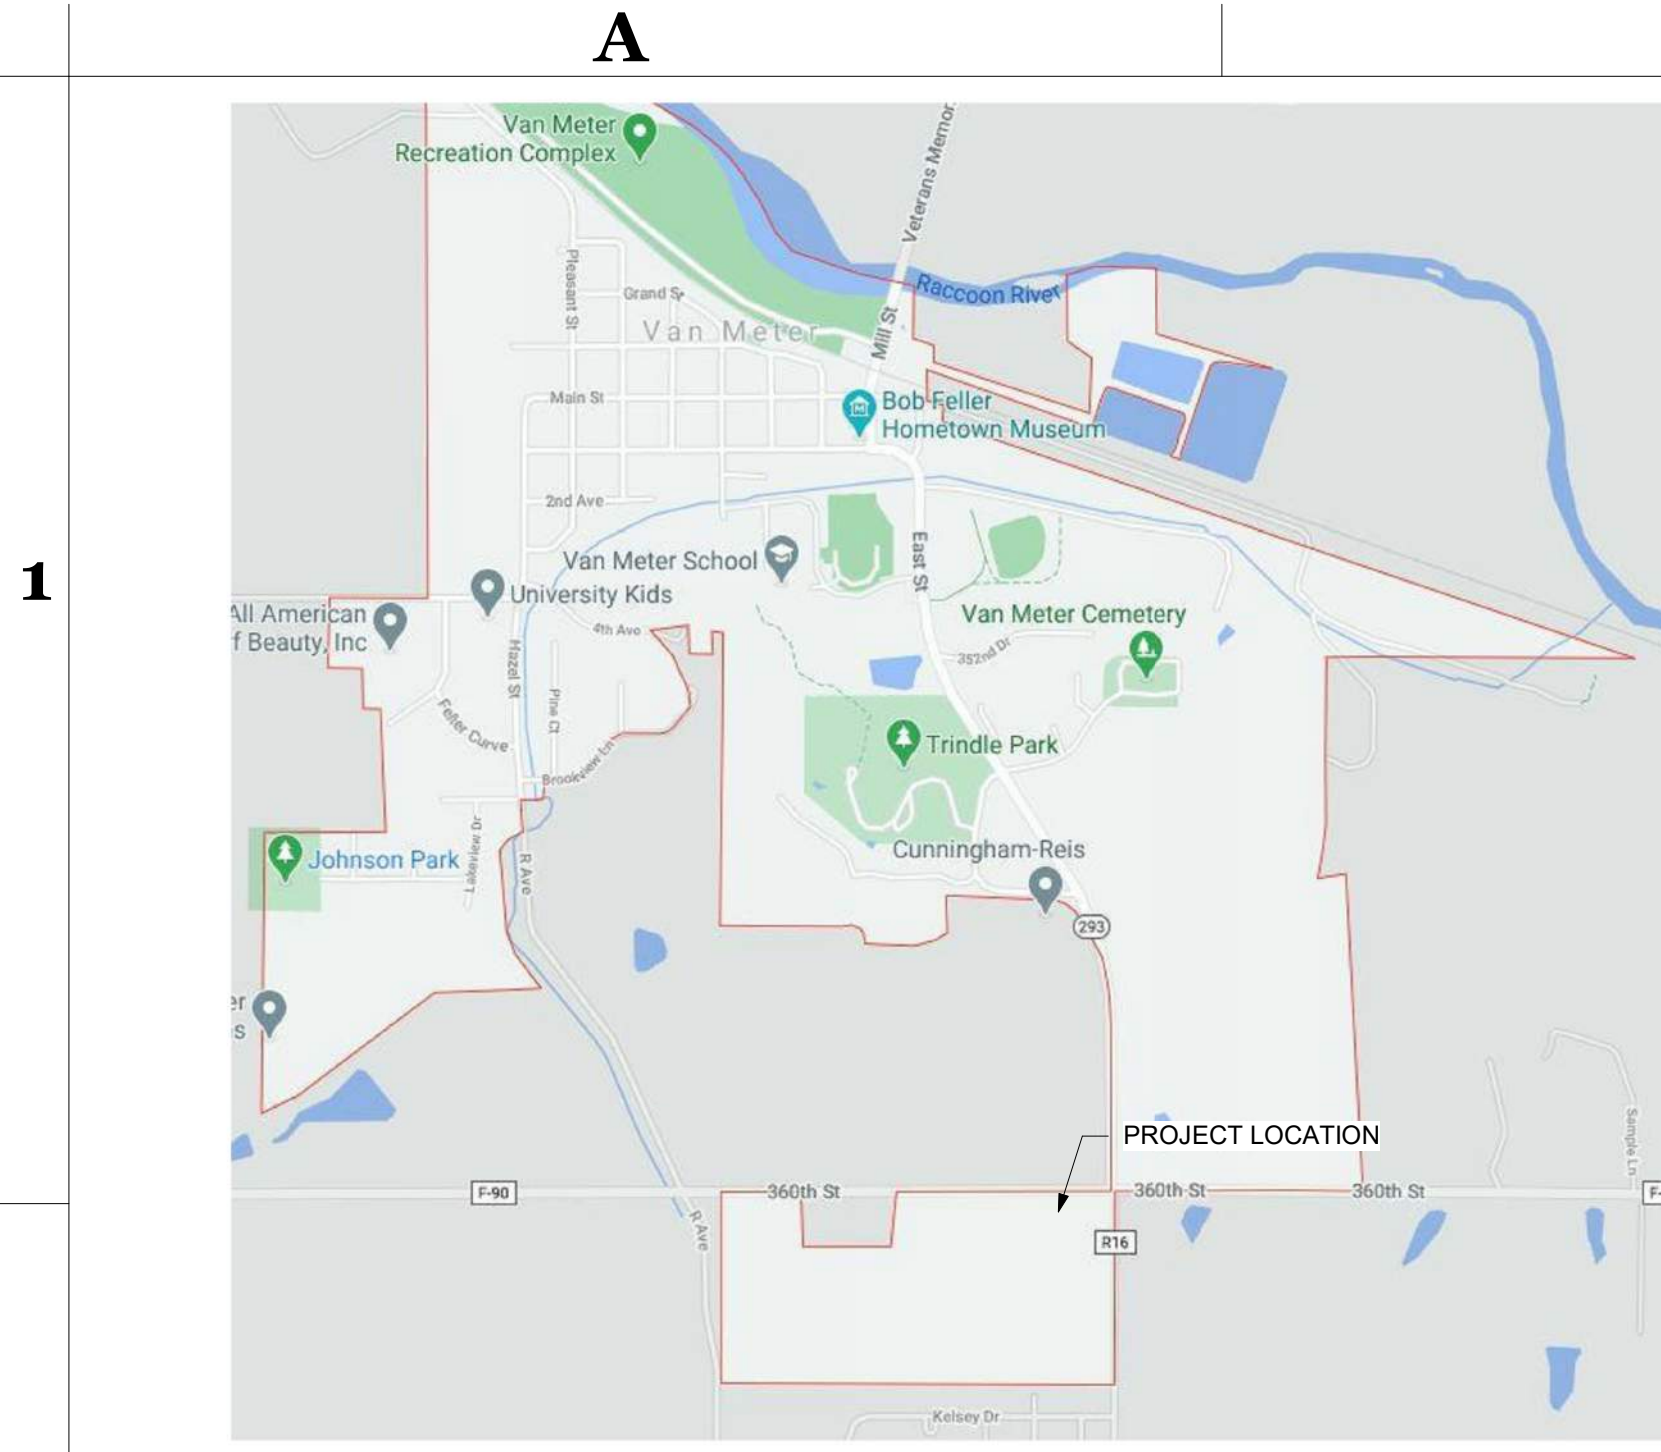 A
1
Van Meter
Recreation Complex
Veterans Memor
Pleasant St
Grand St
Van Meter
Mill St
Raccoon River
Main St
Bob Feller
Hometown Museum
2nd Ave
Van Meter School
East St
University Kids
All American
f Beauty, Inc
4th Ave
Van Meter Cemetery
352nd Dr
Hazel St
Pine Ct
Feller Curve
Brookview Ln
Trindle Park
Johnson Park
Lakeview Dr
R Ave
Cunningham-Reis
293
er
s
PROJECT LOCATION
Sample Ln
F-90
360th St
360th St
360th St
F-
R Ave
R16
Kelsey Dr